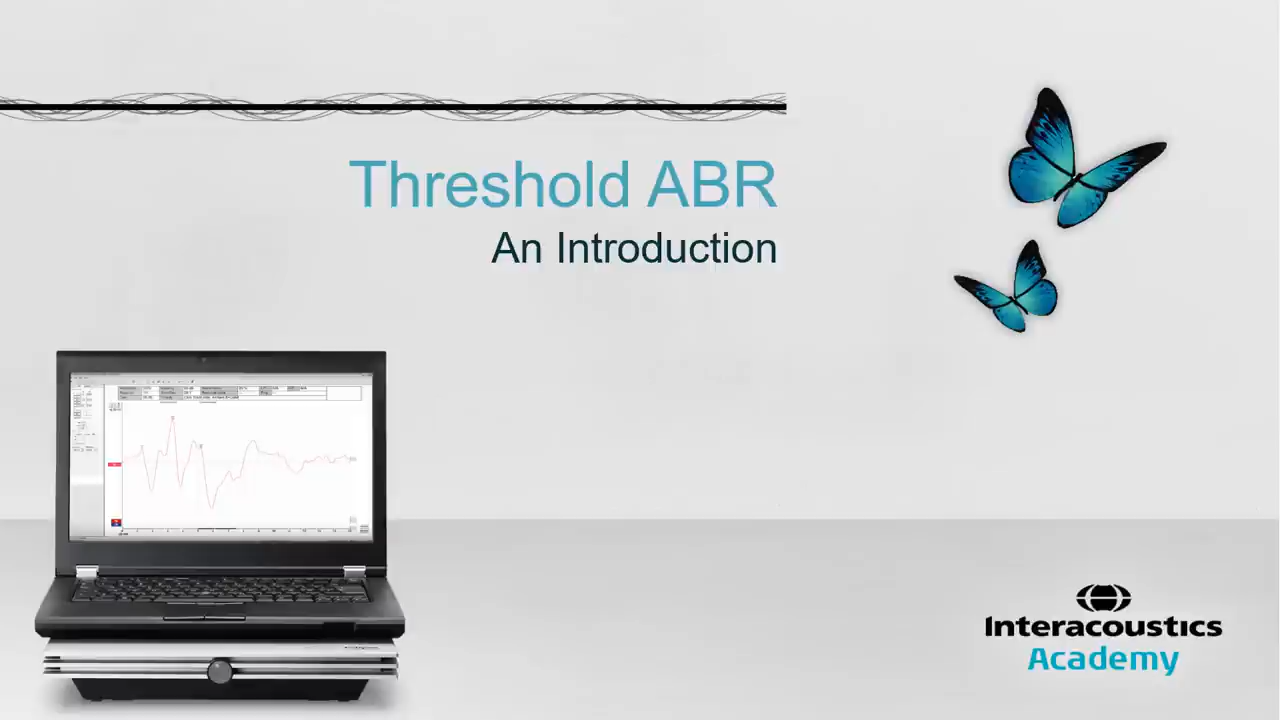 Threshold ABR
An Introduction
Interacoustics
Academy